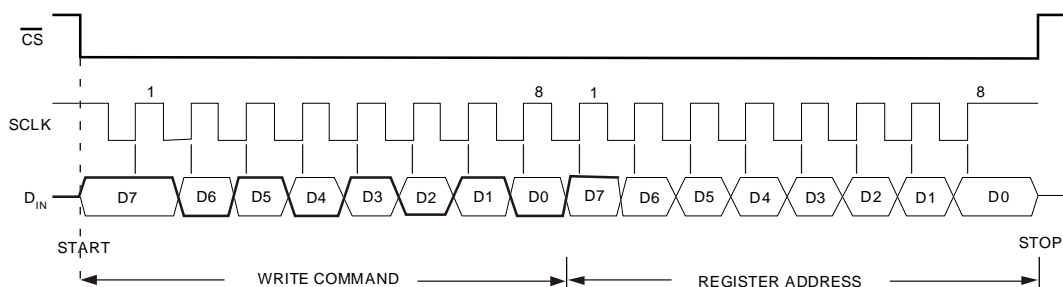 CS
1 8 1 8
SCLK
D7 D6 D5 D4 D3 D2 D1 D0 D7 D6 D5 D4 D3 D2 D1 D0
DIN
START STOP
WRITE COMMAND REGISTER ADDRESS